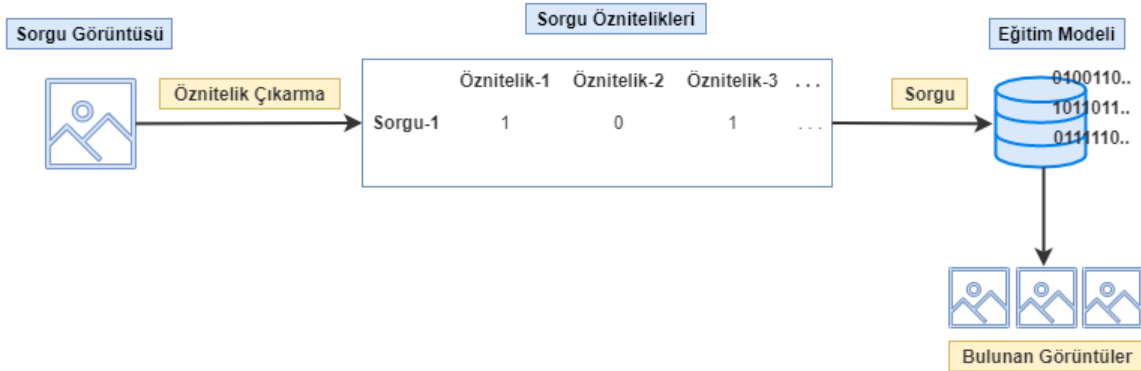 Sorgu Görüntüsü
Sorgu Öznitelikleri
Eğitim Modeli
Öznitelik Çıkarma
Öznitelik-1 Öznitelik-2 Öznitelik-3 ...
Sorgu-1 1 0 1 ...
Sorgu
0100110..
1011011..
0111110..
Bulunan Görüntüler